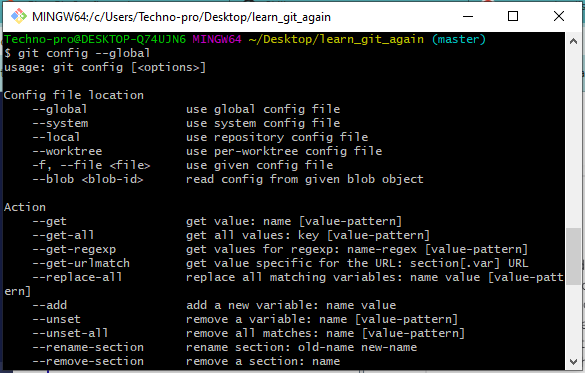 MINGW64:/c/Users/Techno-pro/Desktop/learn_git_again
Techno-pro@DESKTOP-Q74UJN6 MINGW64 ~/Desktop/learn_git_again (master)
$ git config --global
usage: git config [<options>]
Config file location
--global use global config file
--system use system config file
--local use repository config file
--worktree use per-worktree config file
-f, --file <file> use given config file
--blob <blob-id> read config from given blob object
Action
--get get value: name [value-pattern]
--get-all get all values: key [value-pattern]
--get-regexp get values for regexp: name-regex [value-pattern]
--get-urlmatch get value specific for the URL: section[.var] URL
--replace-all replace all matching variables: name value [value-patt
ern]
--add add a new variable: name value
--unset remove a variable: name [value-pattern]
--unset-all remove all matches: name [value-pattern]
--rename-section rename section: old-name new-name
--remove-section remove a section: name